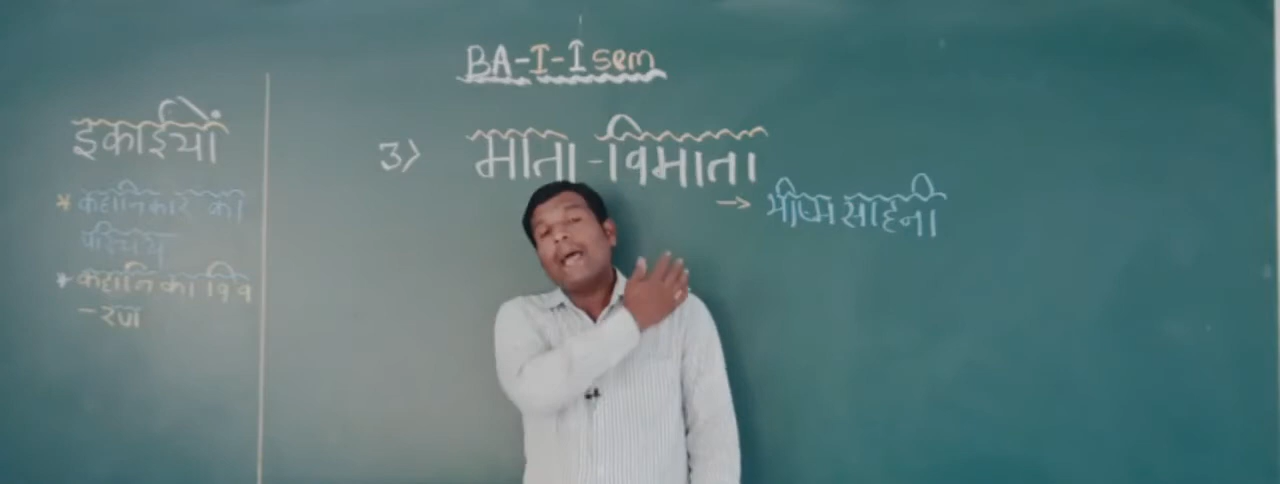 BA-I-I sem
इकाईयाँ
* कहानिकार की
परिचय
* कहानि का विव
-रण
3) माता -विमाता
→ भीष्म साहनी